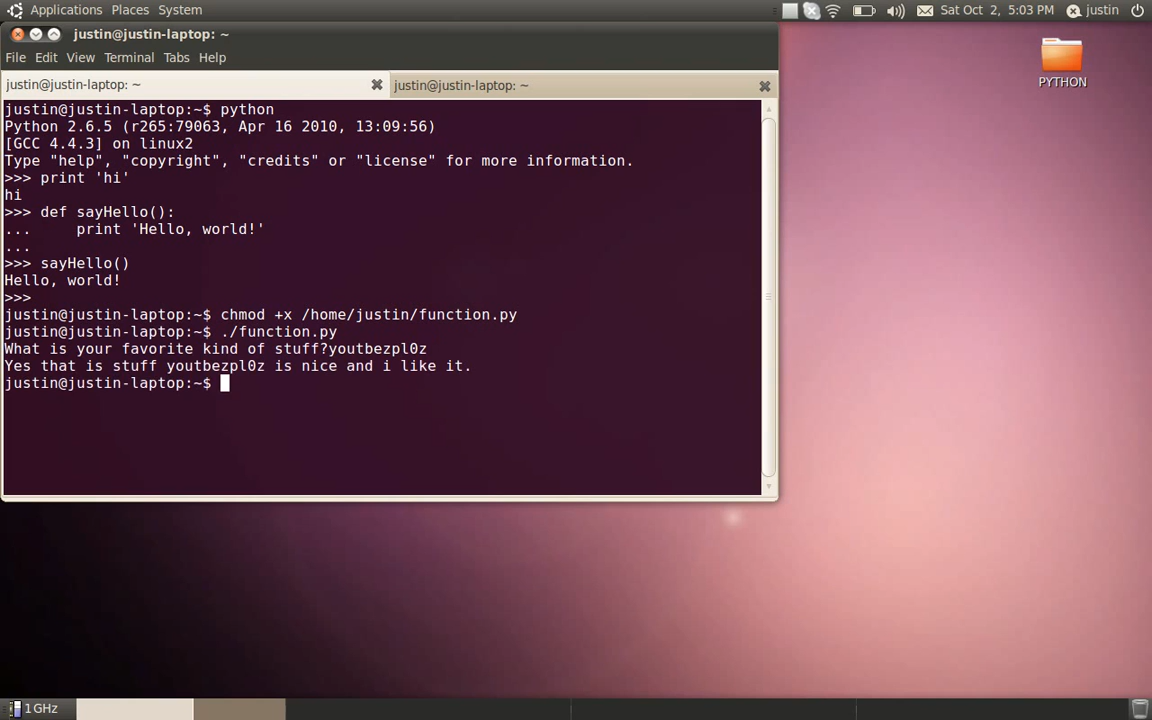 Applications Places System
Sat Oct 2, 5:03 PM justin
justin@justin-laptop: ~
File Edit View Terminal Tabs Help
justin@justin-laptop: ~
justin@justin-laptop: ~
PYTHON
justin@justin-laptop:~$ python
Python 2.6.5 (r265:79063, Apr 16 2010, 13:09:56)
[GCC 4.4.3] on linux2
Type "help", "copyright", "credits" or "license" for more information.
>>> print 'hi'
hi
>>> def sayHello():
...     print 'Hello, world!'
...
>>> sayHello()
Hello, world!
>>>
justin@justin-laptop:~$ chmod +x /home/justin/function.py
justin@justin-laptop:~$ ./function.py
What is your favorite kind of stuff?youtbezpl0z
Yes that is stuff youtbezpl0z is nice and i like it.
justin@justin-laptop:~$
1 GHz